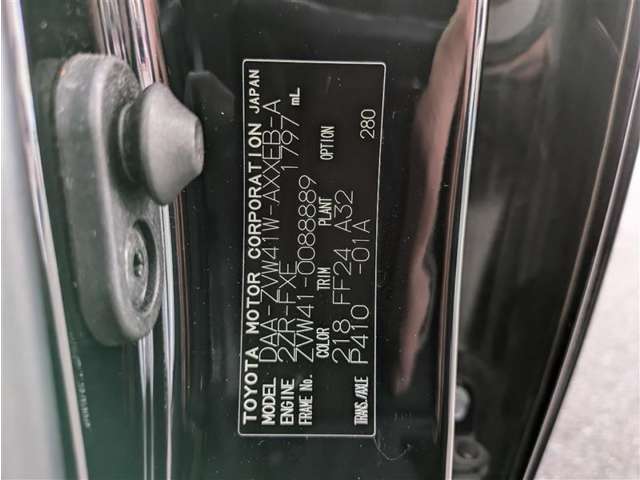 TOYOTA MOTOR CORPORATION JAPAN
MODEL DAA-ZVW41W-AXXEB-A
ENGINE 2ZR-FXE 1797 mL
FRAME No. ZVW41-0088889
COLOR TRIM PLANT OPTION
218 FF24 A32 280
TRANS./AXLE P410 -01A